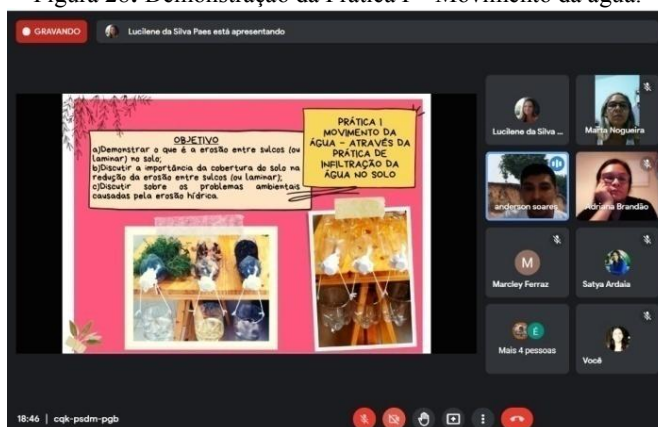 Figura 28: Demonstração da Prática I – Movimento da água.
GRAVANDO
Lucilene da Silva Paes está apresentando
OBJETIVO
a)Demonstrar o que é a erosão entre sulcos (ou
laminar) no solo;
b)Discutir a importância da cobertura do solo na
redução da erosão entre sulcos (ou laminar);
c)Discutir sobre os problemas ambientais
causadas pela erosão hídrica.
PRÁTICA I
MOVIMENTO DA
ÁGUA - ATRAVÉS DA
PRÁTICA DE
INFILTRAÇÃO DA
ÁGUA NO SOLO
Lucilene da Silva ...
Marta Nogueira
anderson soares
Adriana Brandão
M
Marcley Ferraz
Satya Ardaia
E
Mais 4 pessoas
Você
18:46 | cqk-psdm-pgb